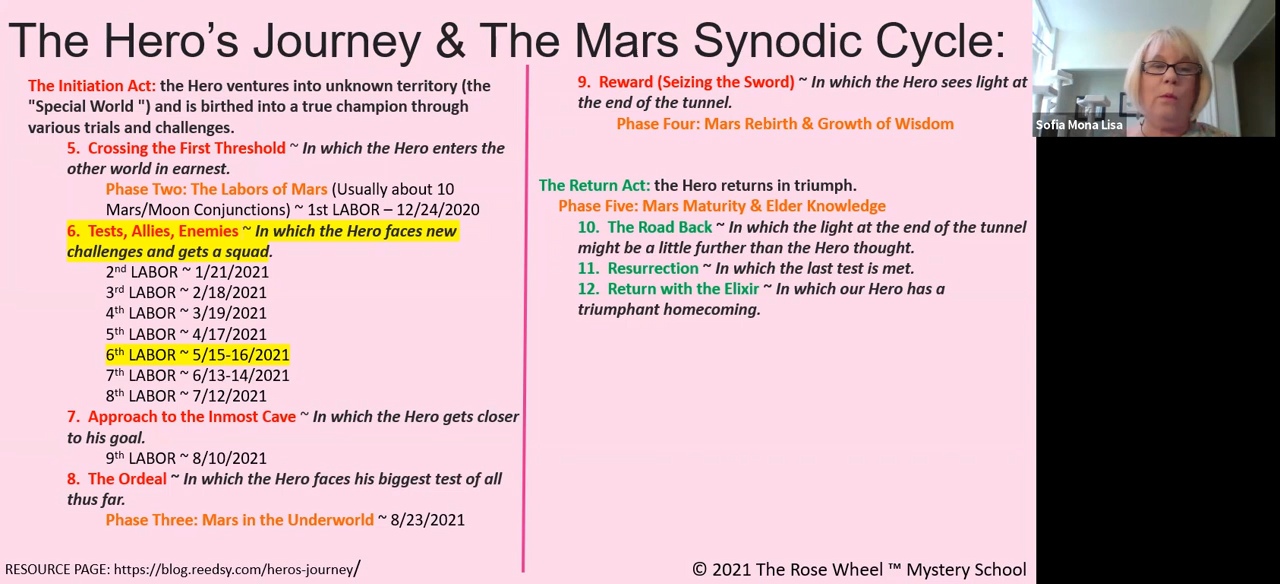 The Hero's Journey & The Mars Synodic Cycle:
The Initiation Act: the Hero ventures into unknown territory (the
"Special World ") and is birthed into a true champion through
various trials and challenges.
5. Crossing the First Threshold ~ In which the Hero enters the
other world in earnest.
Phase Two: The Labors of Mars (Usually about 10
Mars/Moon Conjunctions) ~ 1st LABOR – 12/24/2020
6. Tests, Allies, Enemies ~ In which the Hero faces new
challenges and gets a squad.
2nd LABOR ~ 1/21/2021
3rd LABOR ~ 2/18/2021
4th LABOR ~ 3/19/2021
5th LABOR ~ 4/17/2021
6th LABOR ~ 5/15-16/2021
7th LABOR ~ 6/13-14/2021
8th LABOR ~ 7/12/2021
7. Approach to the Inmost Cave ~ In which the Hero gets closer
to his goal.
9th LABOR ~ 8/10/2021
8. The Ordeal ~ In which the Hero faces his biggest test of all
thus far.
Phase Three: Mars in the Underworld ~ 8/23/2021
RESOURCE PAGE: https://blog.reedsy.com/heros-journey/
9. Reward (Seizing the Sword) ~ In which the Hero sees light at
the end of the tunnel.
Phase Four: Mars Rebirth & Growth of Wisdom
The Return Act: the Hero returns in triumph.
Phase Five: Mars Maturity & Elder Knowledge
10. The Road Back ~ In which the light at the end of the tunnel
might be a little further than the Hero thought.
11. Resurrection ~ In which the last test is met.
12. Return with the Elixir ~ In which our Hero has a
triumphant homecoming.
© 2021 The Rose Wheel ™ Mystery School
Sofia Mona Lisa